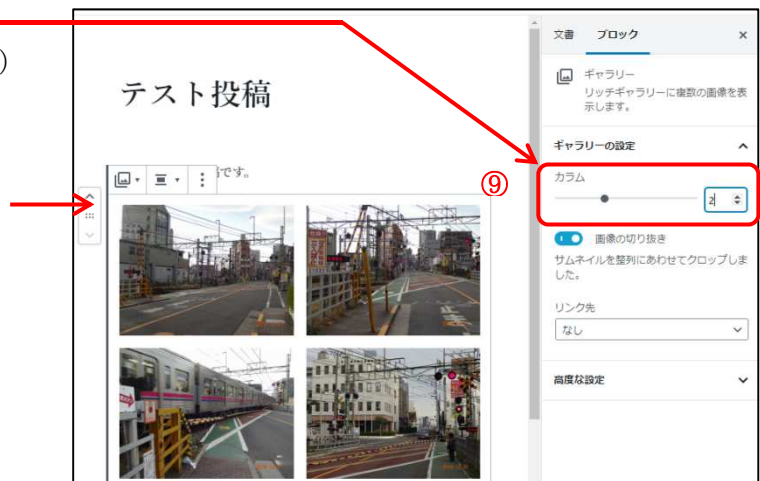 )
文書
ブロック
×
テスト投稿
ギャラリー
リッチギャラリーに複数の画像を表
示します。
ギャラリーの設定
です。
⑨
カラム
2
画像の切り抜き
サムネイルを整列にあわせてクロップしま
した。
リンク先
なし
高度な設定